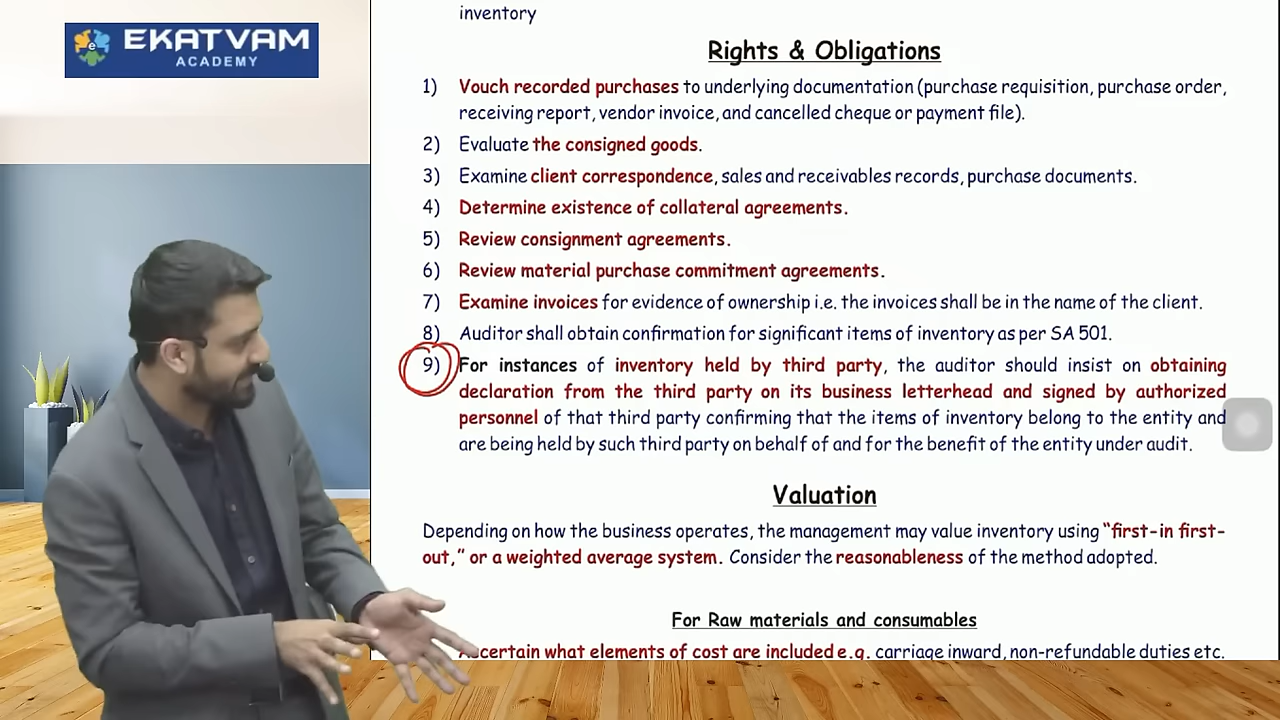 EKATVAM
ACADEMY
inventory
Rights & Obligations
1) Vouch recorded purchases to underlying documentation (purchase requisition, purchase order,
receiving report, vendor invoice, and cancelled cheque or payment file).
2) Evaluate the consigned goods.
3) Examine client correspondence, sales and receivables records, purchase documents.
4) Determine existence of collateral agreements.
5) Review consignment agreements.
6) Review material purchase commitment agreements.
7) Examine invoices for evidence of ownership i.e. the invoices shall be in the name of the client.
8) Auditor shall obtain confirmation for significant items of inventory as per SA 501.
9) For instances of inventory held by third party, the auditor should insist on obtaining
declaration from the third party on its business letterhead and signed by authorized
personnel of that third party confirming that the items of inventory belong to the entity and
are being held by such third party on behalf of and for the benefit of the entity under audit.
Valuation
Depending on how the business operates, the management may value inventory using “first-in first-
out,” or a weighted average system. Consider the reasonableness of the method adopted.
For Raw materials and consumables
Ascertain what elements of cost are included e.g. carriage inward, non-refundable duties etc.